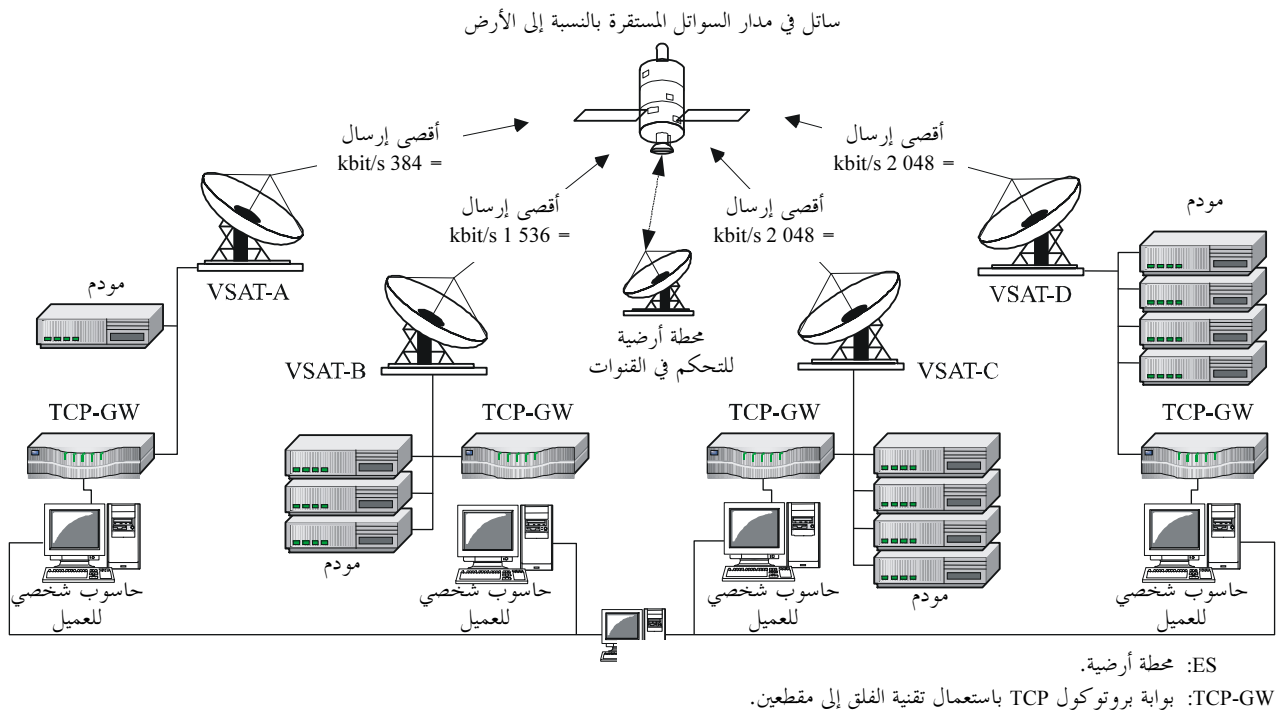 ساتل في مدار السواتل المستقرة بالنسبة إلى الأرض
أقصى إرسال
= 384 kbit/s
أقصى إرسال
= 2 048 kbit/s
أقصى إرسال
= 1 536 kbit/s
أقصى إرسال
= 2 048 kbit/s
مودم
VSAT-A
VSAT-D
مودم
محطة أرضية
للتحكم في القنوات
VSAT-B
VSAT-C
TCP-GW
TCP-GW
TCP-GW
TCP-GW
مودم
مودم
حاسوب شخصي
للعميل
حاسوب شخصي
للعميل
حاسوب شخصي
للعميل
حاسوب شخصي
للعميل
ES: محطة أرضية.
TCP-GW: بوابة بروتوكول TCP باستعمال تقنية الفلق إلى مقطعين.